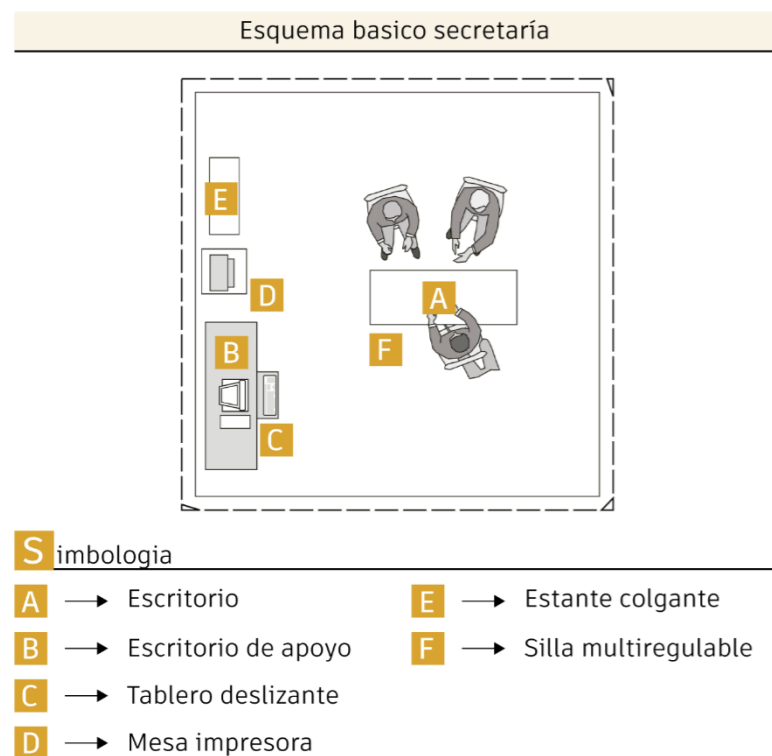 Esquema basico secretaría
E
D
A
B
F
C
Simbologia
A → Escritorio
B → Escritorio de apoyo
C → Tablero deslizante
D → Mesa impresora
E → Estante colgante
F → Silla multiregulable